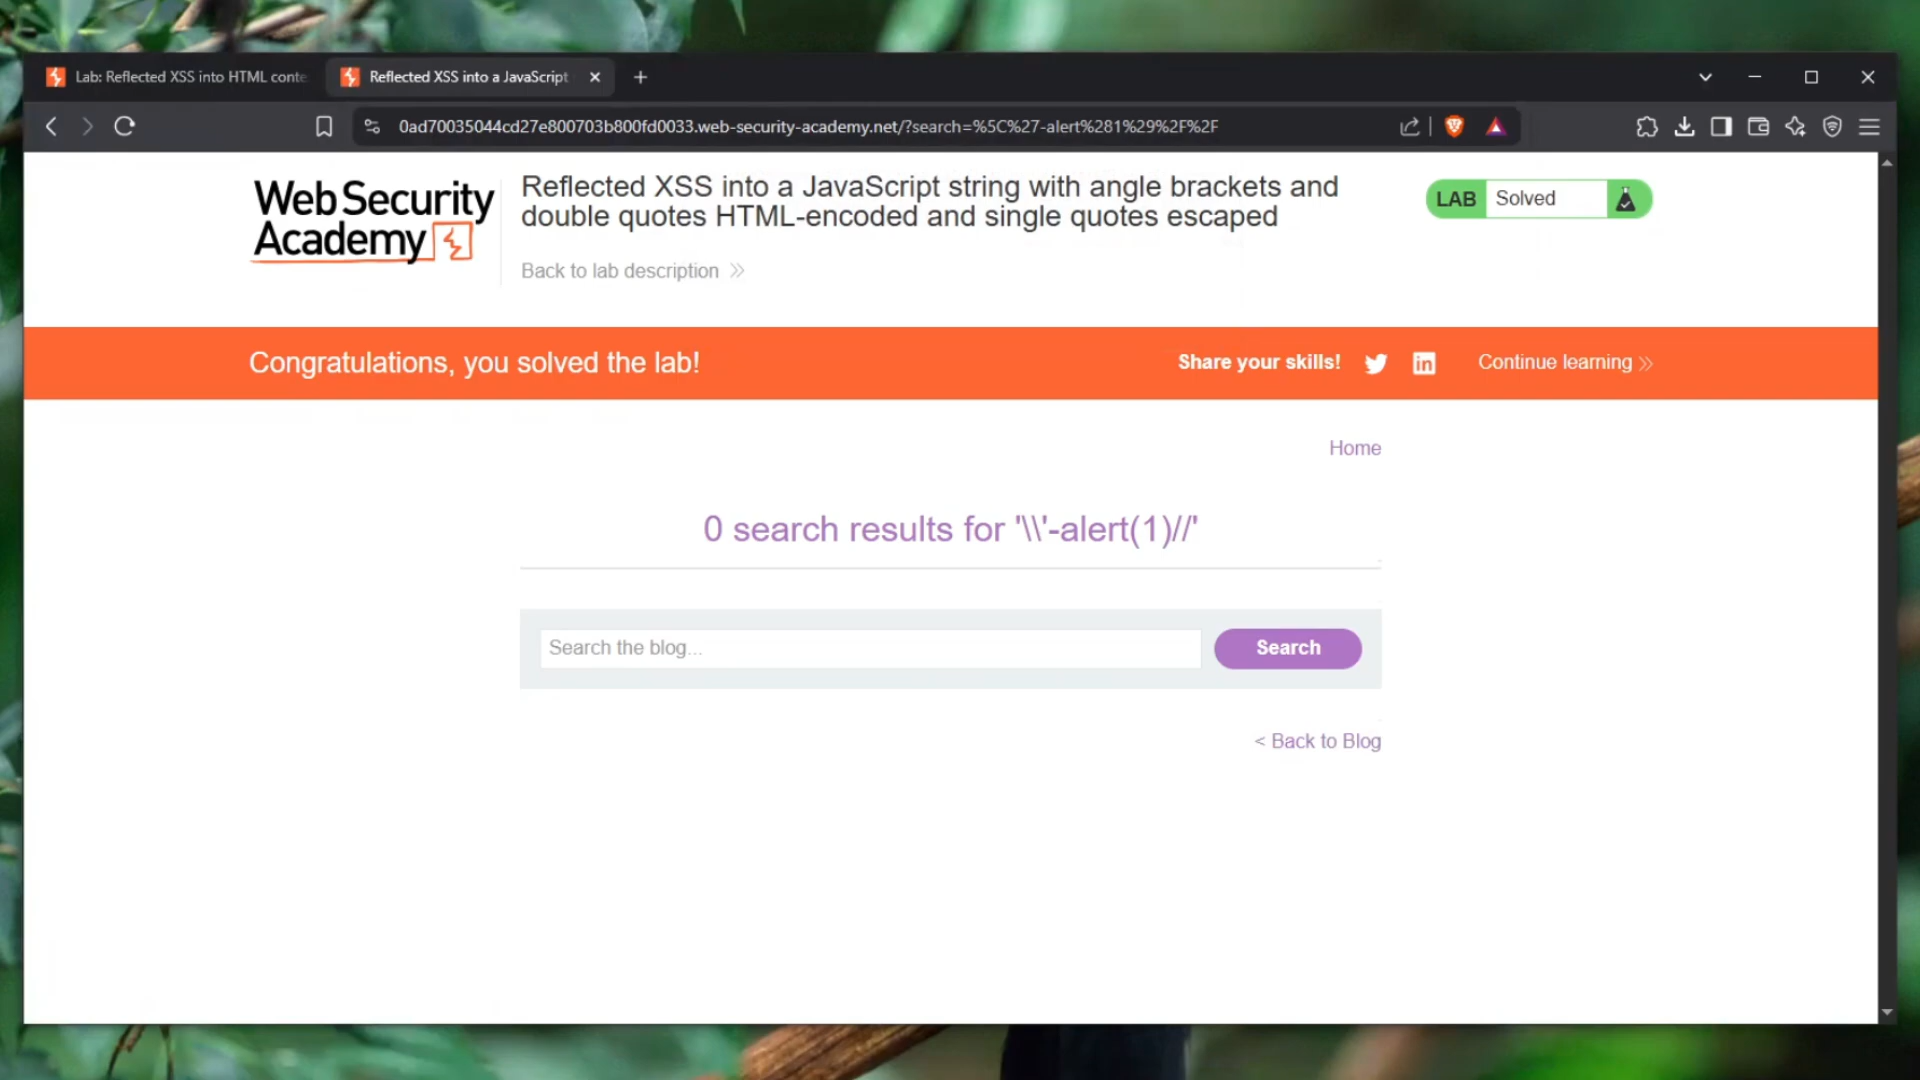 Lab: Reflected XSS into HTML conte
Reflected XSS into a JavaScript
0ad70035044cd27e800703b800fd0033.web-security-academy.net/?search=%5C%27-alert%281%29%2F%2F
Web Security
Academy
Reflected XSS into a JavaScript string with angle brackets and
double quotes HTML-encoded and single quotes escaped
Back to lab description
LAB Solved
Congratulations, you solved the lab!
Share your skills!
Continue learning
Home
0 search results for '\\'-alert(1)//'
Search the blog...
Search
< Back to Blog